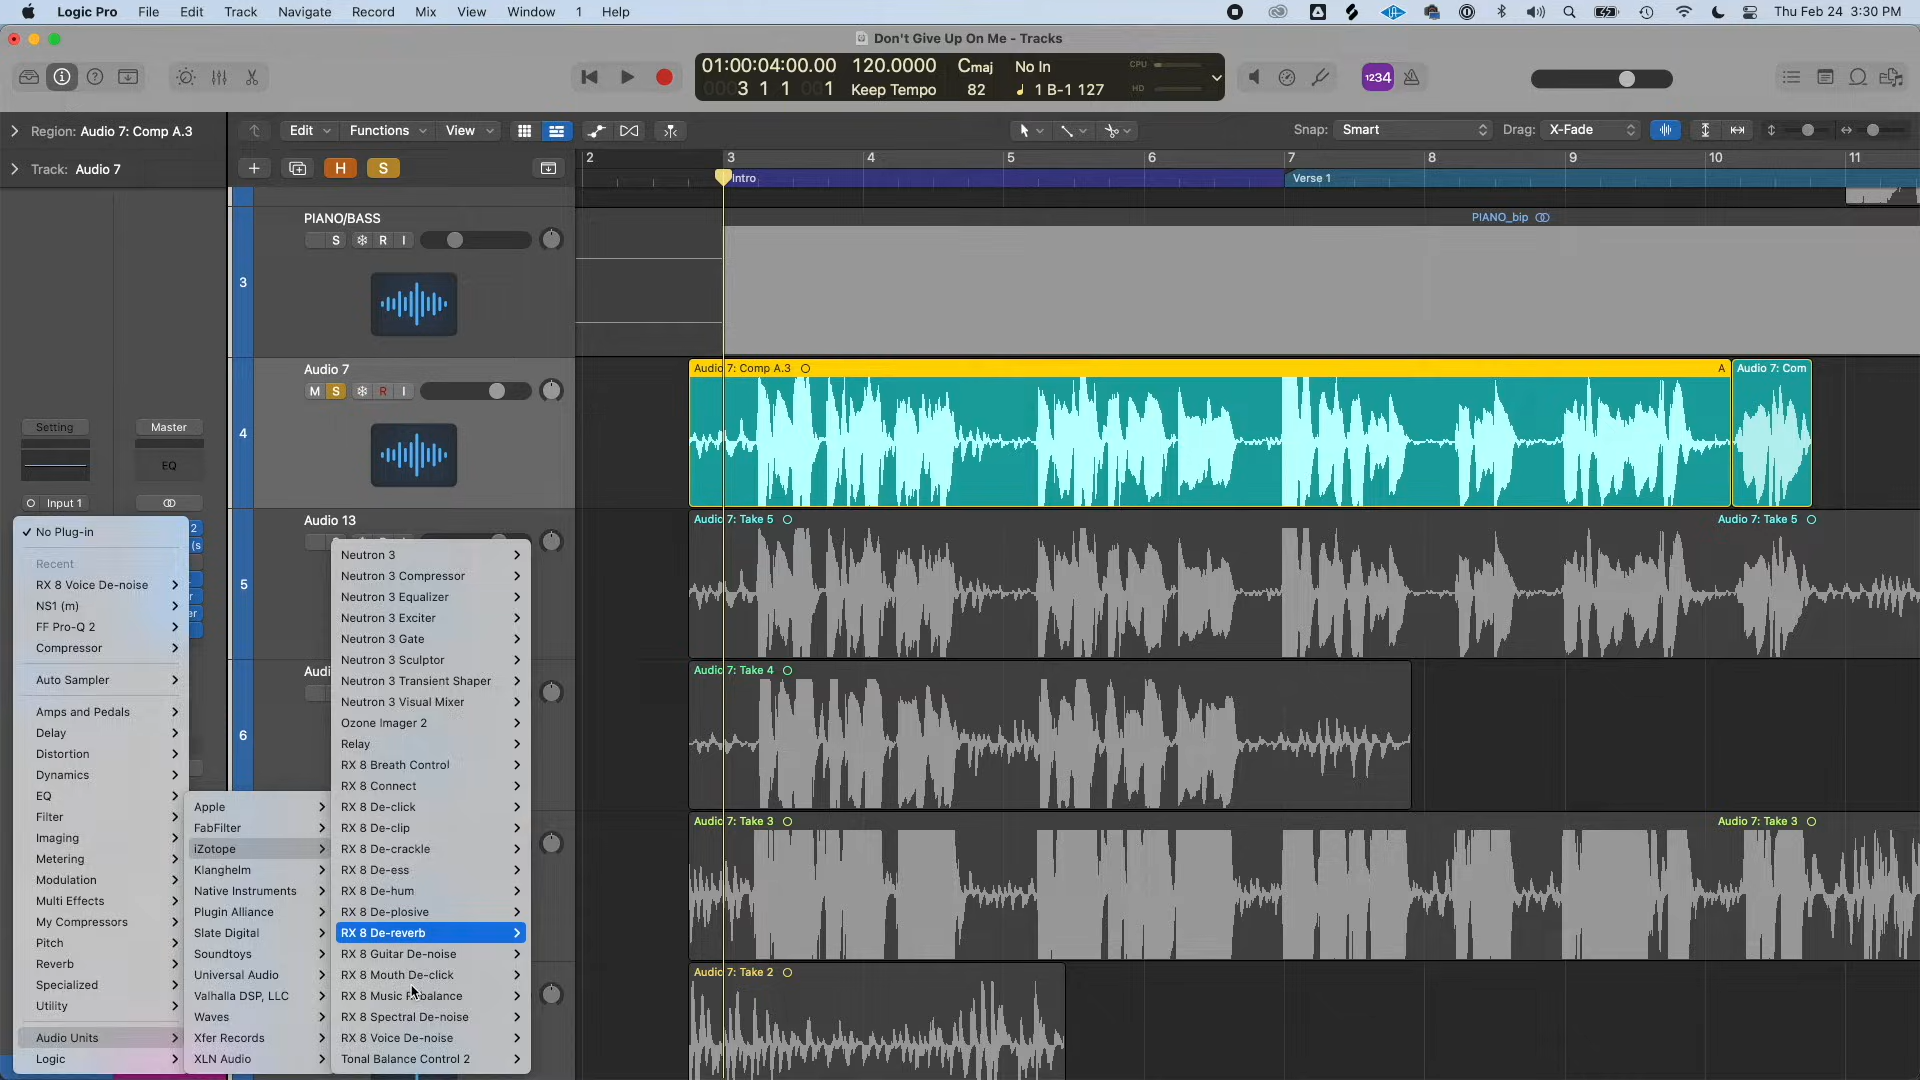 Logic Pro File Edit Track Navigate Record Mix View Window 1 Help
Thu Feb 24 3:30 PM
Don't Give Up On Me - Tracks
01:00:04:00.00 120.0000 Cmaj No In CPU
0003 1 1 001 Keep Tempo 82 1 B-1 127 HD
1234
Region: Audio 7: Comp A.3
Edit Functions View
Snap: Smart Drag: X-Fade
Track: Audio 7
H S
2 3 4 5 6 7 8 9 10 11
Intro Verse 1
PIANO/BASS
S R I
3
PIANO_bip
Audio 7
M S R I
4
Audio 7: Comp A.3 A
Audio 7: Com
Audio 13
5
Audio 7: Take 5
Audio 7: Take 5
Audi
6
Audio 7: Take 4
Audio 7: Take 3
Audio 7: Take 3
Audio 7: Take 2
Setting Master
EQ
Input 1
2
(s
r
er
No Plug-in
Recent
RX 8 Voice De-noise
NS1 (m)
FF Pro-Q 2
Compressor
Auto Sampler
Amps and Pedals
Delay
Distortion
Dynamics
EQ
Filter
Imaging
Metering
Modulation
Multi Effects
My Compressors
Pitch
Reverb
Specialized
Utility
Audio Units
Logic
Apple
FabFilter
iZotope
Klanghelm
Native Instruments
Plugin Alliance
Slate Digital
Soundtoys
Universal Audio
Valhalla DSP, LLC
Waves
Xfer Records
XLN Audio
Neutron 3
Neutron 3 Compressor
Neutron 3 Equalizer
Neutron 3 Exciter
Neutron 3 Gate
Neutron 3 Sculptor
Neutron 3 Transient Shaper
Neutron 3 Visual Mixer
Ozone Imager 2
Relay
RX 8 Breath Control
RX 8 Connect
RX 8 De-click
RX 8 De-clip
RX 8 De-crackle
RX 8 De-ess
RX 8 De-hum
RX 8 De-plosive
RX 8 De-reverb
RX 8 Guitar De-noise
RX 8 Mouth De-click
RX 8 Music Rebalance
RX 8 Spectral De-noise
RX 8 Voice De-noise
Tonal Balance Control 2